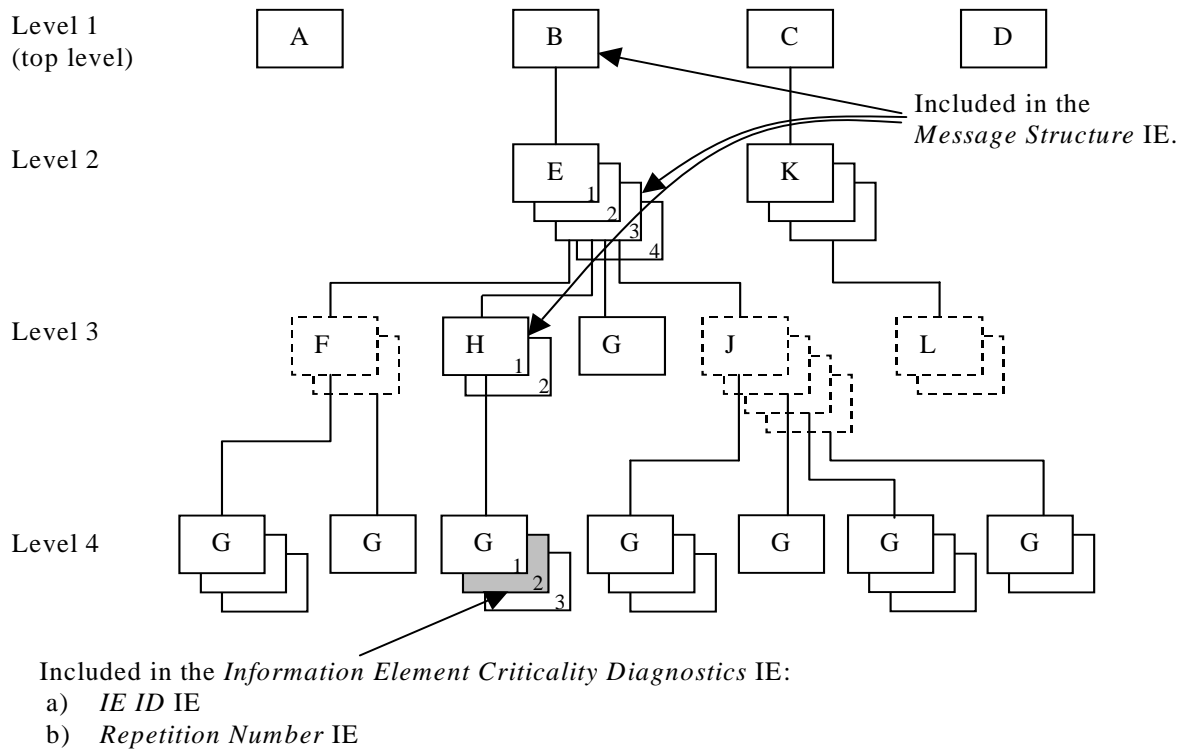 Level 1
(top level)
A
B
C
D
Included in the
Message Structure IE.
Level 2
E
1
2
3
4
K
Level 3
F
H
1
2
G
J
L
Level 4
G
G
G
1
2
3
G
G
G
G
Included in the Information Element Criticality Diagnostics IE:
a) IE ID IE
b) Repetition Number IE